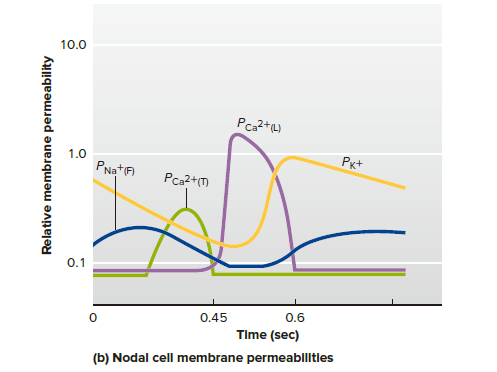 Relative membrane permeability
10.0
1.0
0.1
PNa+(F)
PCa2+(T)
PCa2+(L)
PK+
0
0.45
0.6
Time (sec)
(b) Nodal cell membrane permeabilities